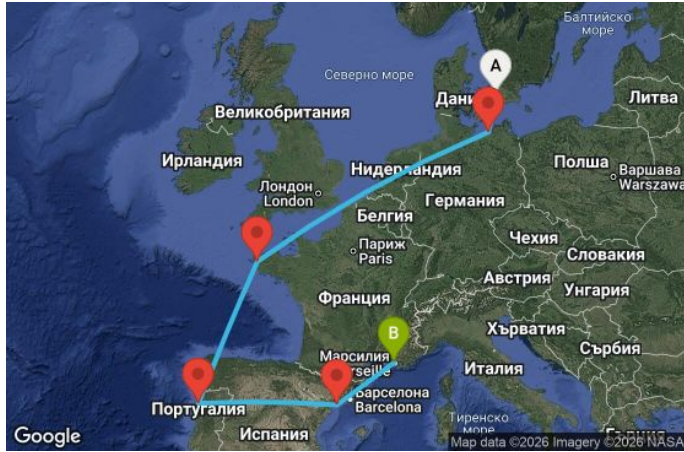 Балтийско
море
A
Северно море
Дани
Литва
Великобритания
Ирландия
Нидерландия
Полша
Варшава
Warszawa
Лондон
London
Германия
Белгия
Чехия
Париж
Paris
Словакия
Австрия
Унгария
Франция
B
Хърватия
Марсилия
Сърбия
Италия
Барселона
Barcelona
Португалия
Тиренско
море
Испания
Google
Map data ©2026 Imagery ©2026 NASA